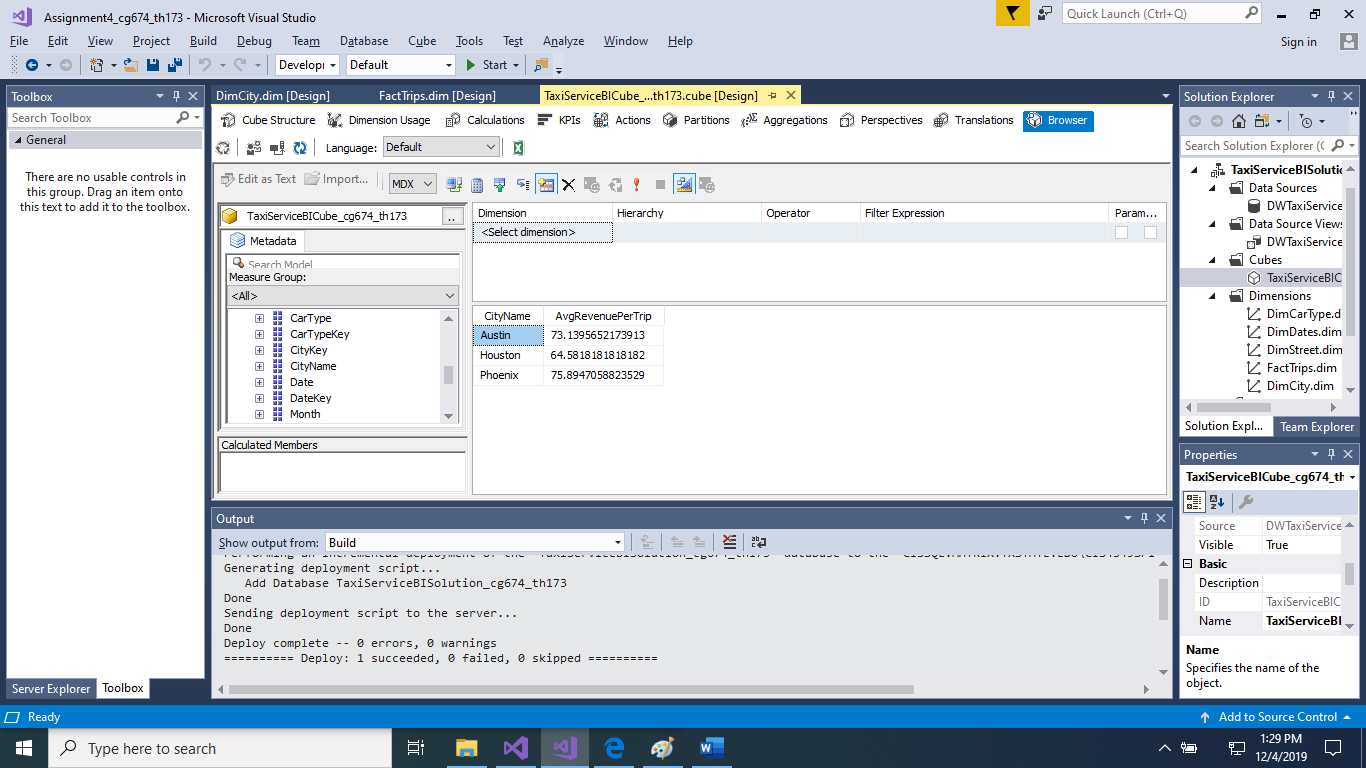 Assignment4_cg674_th173 - Microsoft Visual Studio
Quick Launch (Ctrl+Q)
File Edit View Project Build Debug Team Database Cube Tools Test Analyze Window Help
Sign in
Default
Start
Toolbox
Search Toolbox
General
There are no usable controls in
this group. Drag an item onto
this text to add it to the toolbox.
Server Explorer Toolbox
DimCity.dim [Design] FactTrips.dim [Design] TaxiServiceBICube_...th173.cube [Design]
Cube Structure Dimension Usage Calculations KPIs Actions Partitions Aggregations Perspectives Translations Browser
Language: Default
Edit as Text Import... MDX
TaxiServiceBICube_cg674_th173 ..
Metadata
Search Model
Measure Group:
<All>
CarType
CarTypeKey
CityKey
CityName
Date
DateKey
Month
Calculated Members
Dimension Hierarchy Operator Filter Expression Param...
<Select dimension>
CityName AvgRevenuePerTrip
Austin 73.1395652173913
Houston 64.5818181818182
Phoenix 75.8947058823529
Output
Show output from: Build
Generating deployment script...
Add Database TaxiServiceBISolution_cg674_th173
Done
Sending deployment script to the server...
Done
Deploy complete -- 0 errors, 0 warnings
========== Deploy: 1 succeeded, 0 failed, 0 skipped ==========
Solution Explorer
Search Solution Explorer (C
TaxiServiceBISolutio
Data Sources
DWTaxiService
Data Source Views
DWTaxiService
Cubes
TaxiServiceBIC
Dimensions
DimCarType.d
DimDates.dim
DimStreet.dim
FactTrips.dim
DimCity.dim
Solution Expl... Team Explorer
Properties
TaxiServiceBICube_cg674_th
Source DWTaxiService
Visible True
Basic
Description
ID TaxiServiceBIC
Name TaxiServiceBI
Name
Specifies the name of the
object.
Ready
Add to Source Control
Type here to search
1:29 PM
12/4/2019